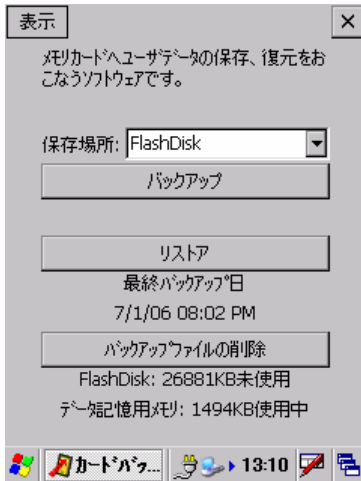 表示
ﾒﾓﾘｶｰﾄﾞへﾕｰｻﾞﾃﾞｰﾀの保存、復元をお
こなうｿﾌﾄｳｪｱです。
保存場所: FlashDisk
ﾊﾞｯｸｱｯﾌﾟ
ﾘｽﾄｱ
最終ﾊﾞｯｸｱｯﾌﾟ日
7/1/06 08:02 PM
ﾊﾞｯｸｱｯﾌﾟﾌｧｲﾙの削除
FlashDisk: 26881KB未使用
ﾃﾞｰﾀ記憶用ﾒﾓﾘ: 1494KB使用中
ｶｰﾄﾞﾊﾞｯ... 13:10